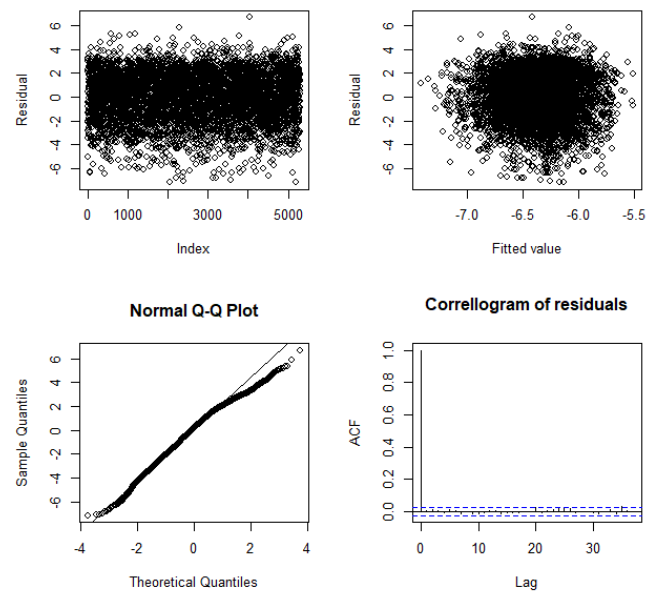 Residual
6
4
2
0
-2
-4
-6
0 1000 3000 5000
Index
Residual
6
4
2
0
-2
-4
-6
-7.0 -6.5 -6.0 -5.5
Fitted value
Normal Q-Q Plot
Sample Quantiles
6
4
2
0
-2
-4
-6
-4 -2 0 2 4
Theoretical Quantiles
Correllogram of residuals
ACF
1.0
0.8
0.6
0.4
0.2
0.0
0 10 20 30
Lag